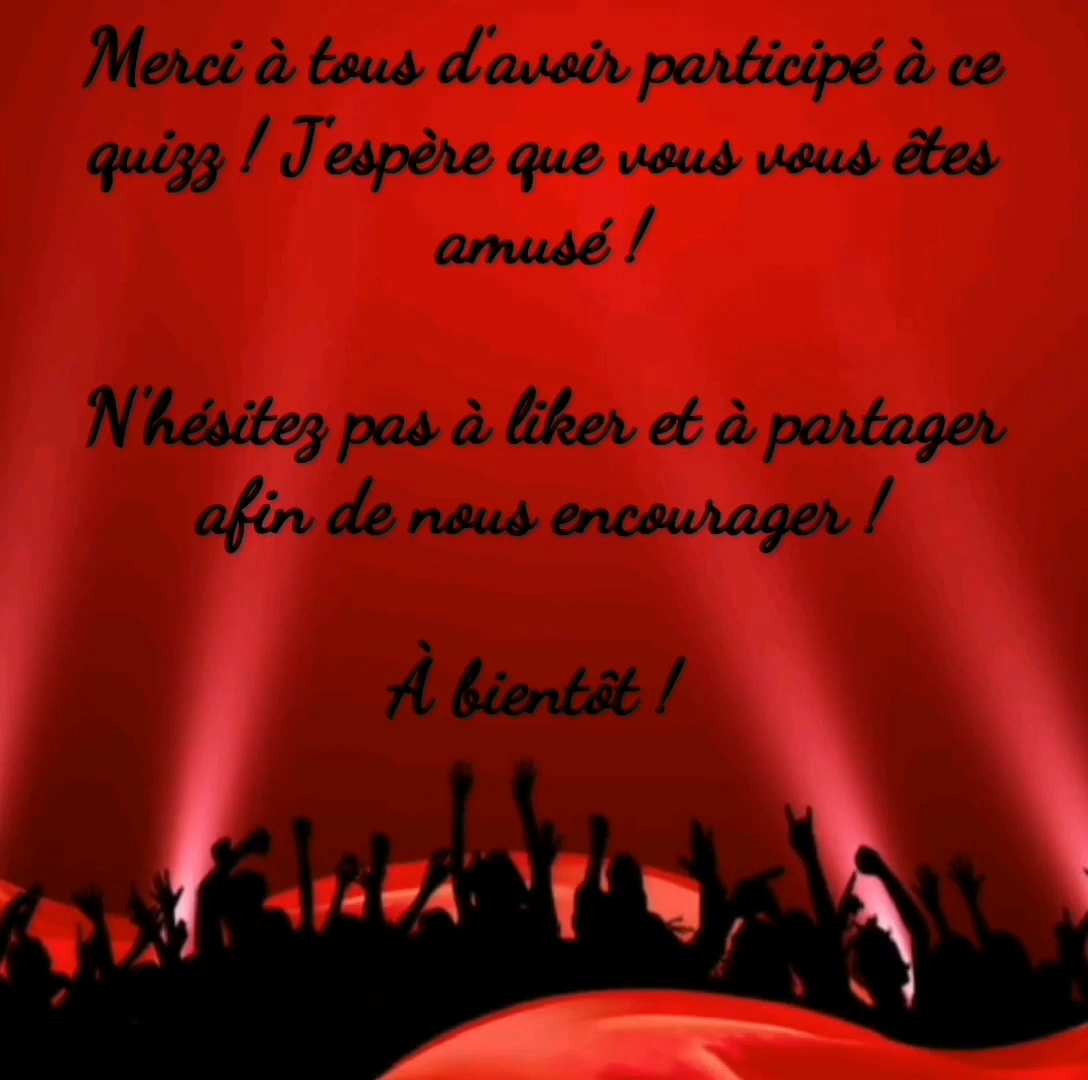 Merci à tous d'avoir participé à ce
quizz ! J'espère que vous vous êtes
amusé !
N'hésitez pas à liker et à partager
afin de nous encourager !
À bientôt !